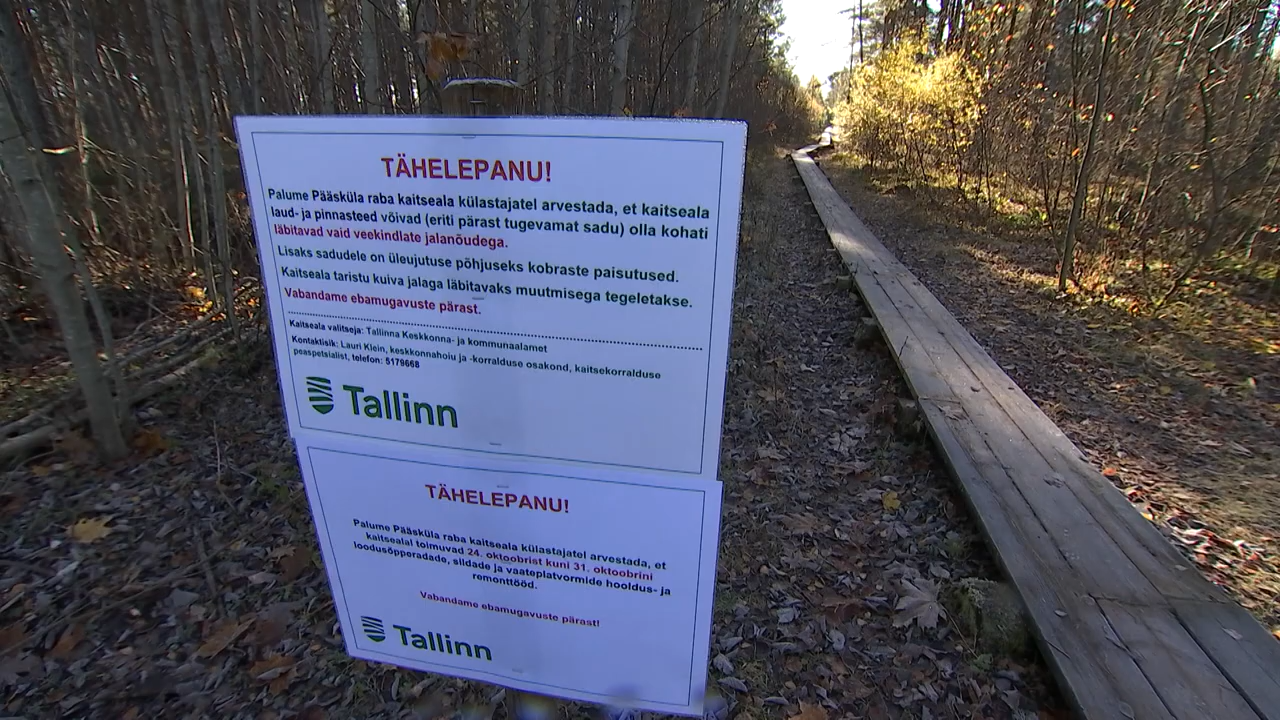 TÄHELEPANU!
Palume Pääsküla raba kaitseala külastajatel arvestada, et kaitseala
laud- ja pinnasteed võivad (eriti pärast tugevamat sadu) olla kohati
läbitavad vaid veekindlate jalanõudega.
Lisaks sadudele on üleujutuse põhjuseks kobraste paisutused.
Kaitseala taristu kuiva jalaga läbitavaks muutmisega tegeletakse.
Vabandame ebamugavuste pärast.
Kaitseala valitseja: Tallinna Keskkonna- ja kommunaalamet
Kontaktisik: Lauri Klein, keskkonnahoiu ja -korralduse osakond, kaitsekorralduse
peaspetsialist, telefon: 5179668
Tallinn
TÄHELEPANU!
Palume Pääsküla raba kaitseala külastajatel arvestada, et
kaitsealal toimuvad 24. oktoobrist kuni 31. oktoobrini
loodusõpperadade, sildade ja vaateplatvormide hooldus- ja
remonttööd.
Vabandame ebamugavuste pärast!
Tallinn